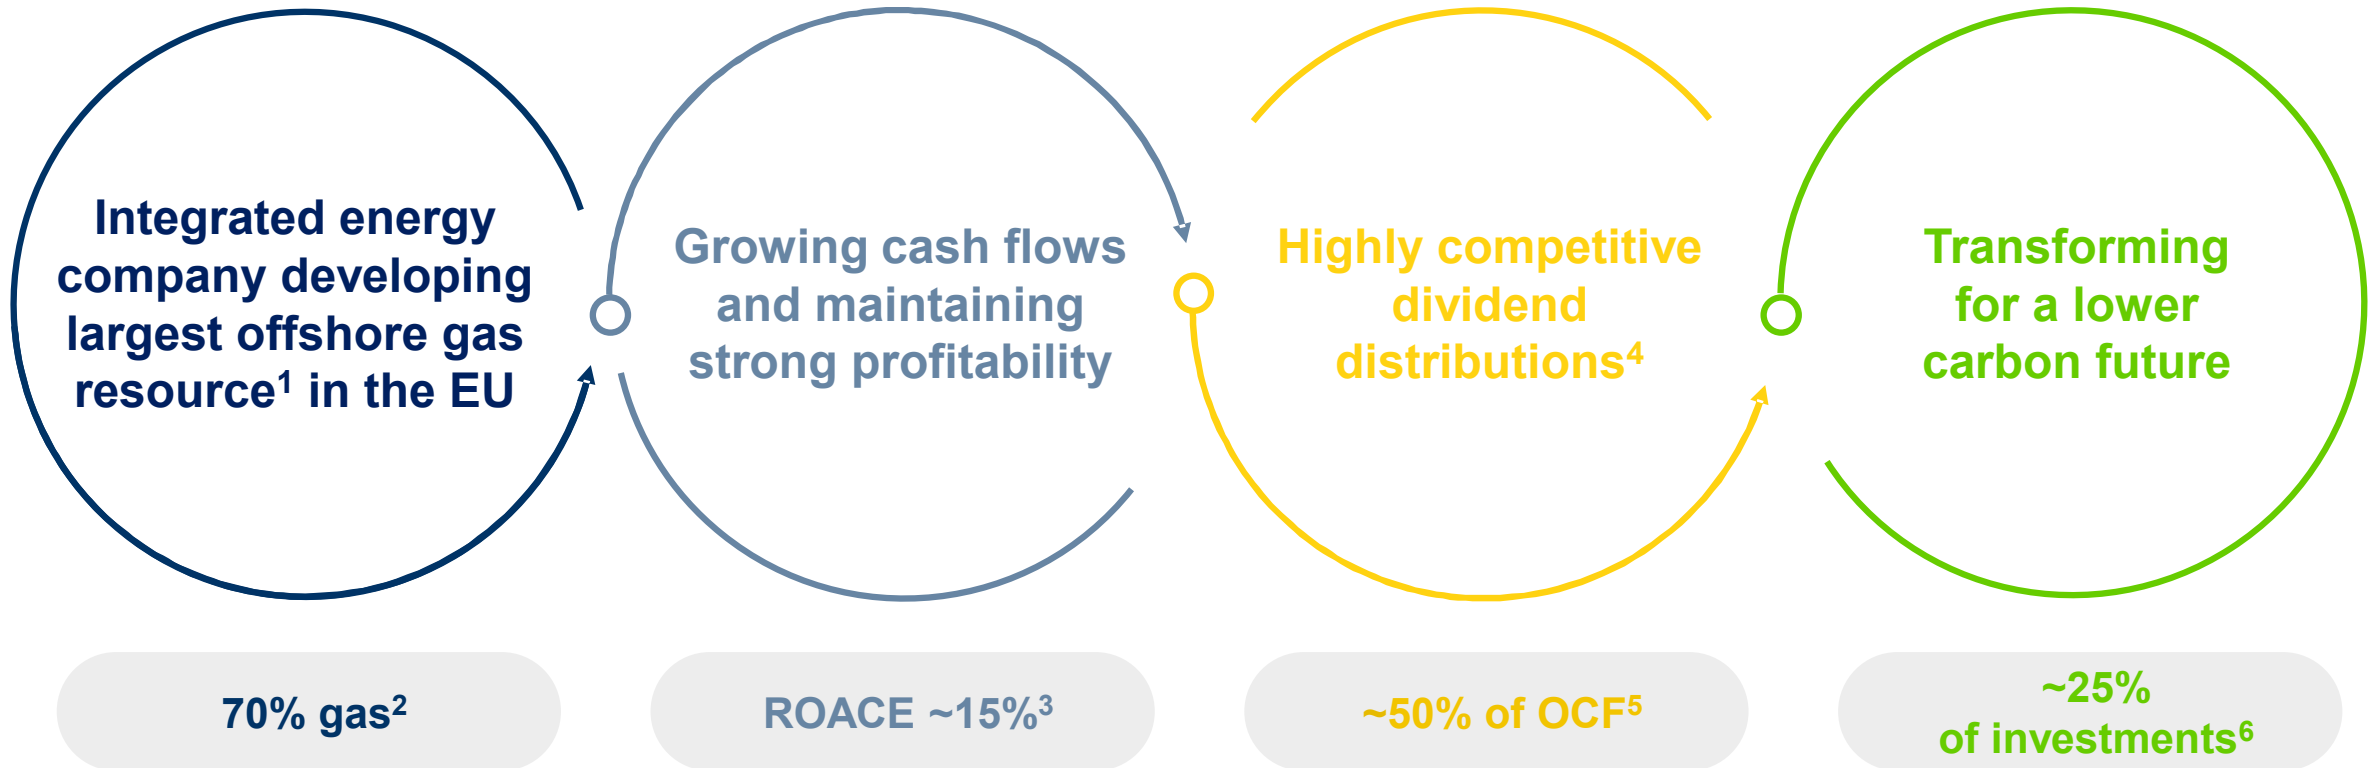 Integrated energy
company developing
largest offshore gas
resource¹ in the EU
Growing cash flows
and maintaining
strong profitability
Highly competitive
dividend
distributions⁴
Transforming
for a lower
carbon future
70% gas²
ROACE ~15%³
~50% of OCF⁵
~25%
of investments⁶